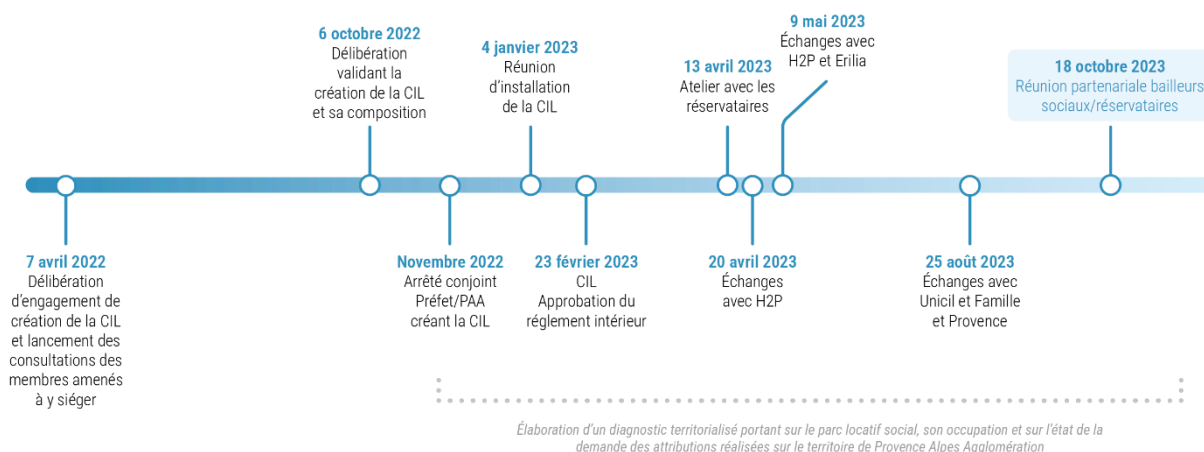 6 octobre 2022
Délibération
validant la
création de la CIL
et sa composition
4 janvier 2023
Réunion
d'installation
de la CIL
13 avril 2023
Atelier avec les
réservataires
9 mai 2023
Échanges avec
H2P et Erilia
18 octobre 2023
Réunion partenariale bailleurs
sociaux/réservataires
7 avril 2022
Délibération
d'engagement de
création de la CIL
et lancement des
consultations des
membres amenés
à y siéger
Novembre 2022
Arrêté conjoint
Préfet/PAA
créant la CIL
23 février 2023
CIL
Approbation du
réglement intérieur
20 avril 2023
Échanges
avec H2P
25 août 2023
Échanges avec
Unicil et Famille
et Provence
Élaboration d'un diagnostic territorialisé portant sur le parc locatif social, son occupation et sur l'état de la
demande des attributions réalisées sur le territoire de Provence Alpes Agglomération